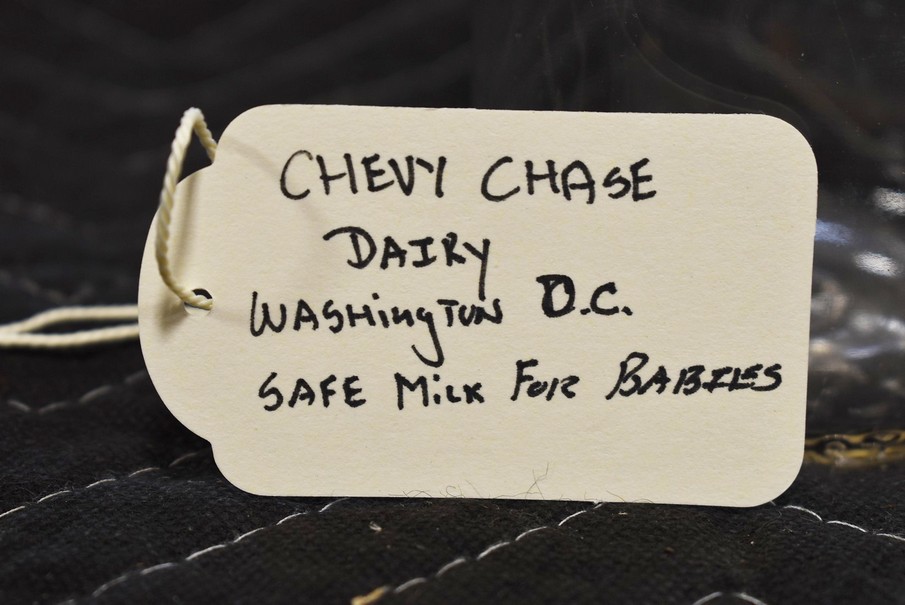 CHEVY CHASE
DAIRY
WASHingTON D.C.
SAFE MiLK FOR BABIES